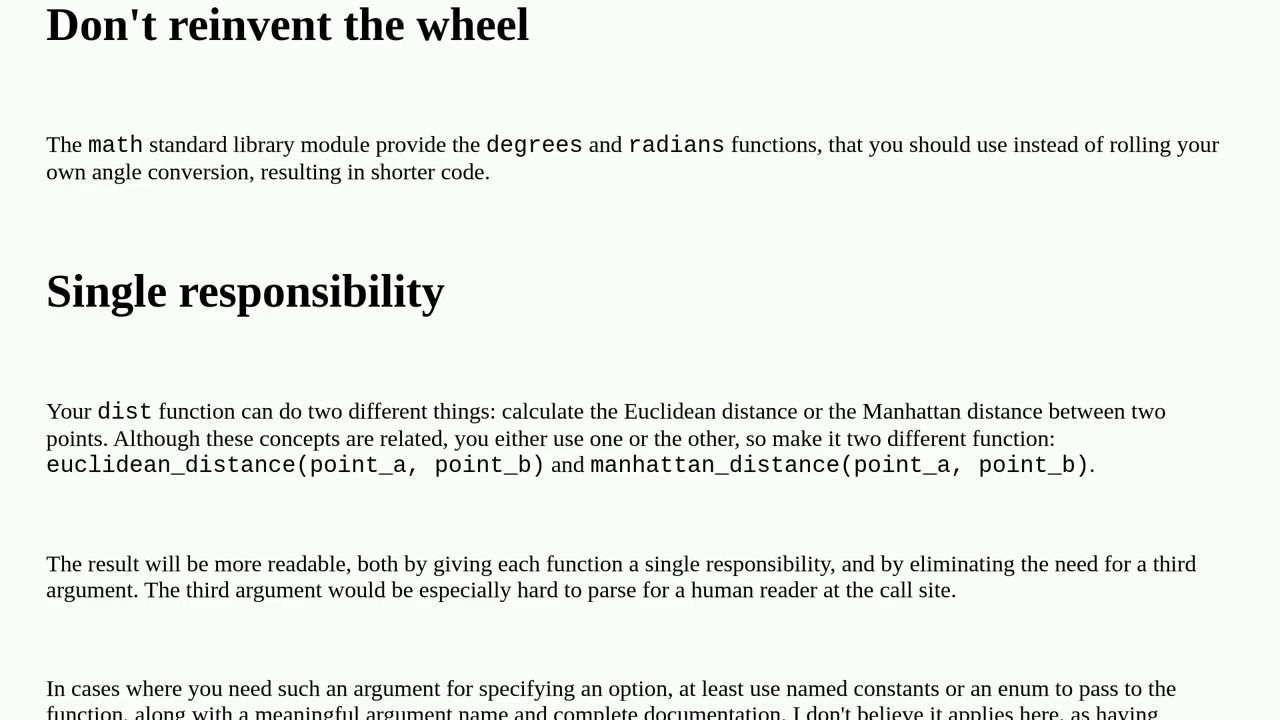 Don't reinvent the wheel
The math standard library module provide the degrees and radians functions, that you should use instead of rolling your
own angle conversion, resulting in shorter code.
Single responsibility
Your dist function can do two different things: calculate the Euclidean distance or the Manhattan distance between two
points. Although these concepts are related, you either use one or the other, so make it two different function:
euclidean_distance(point_a, point_b) and manhattan_distance(point_a, point_b).
The result will be more readable, both by giving each function a single responsibility, and by eliminating the need for a third
argument. The third argument would be especially hard to parse for a human reader at the call site.
In cases where you need such an argument for specifying an option, at least use named constants or an enum to pass to the
function, along with a meaningful argument name and complete documentation. I don't believe it applies here, as having